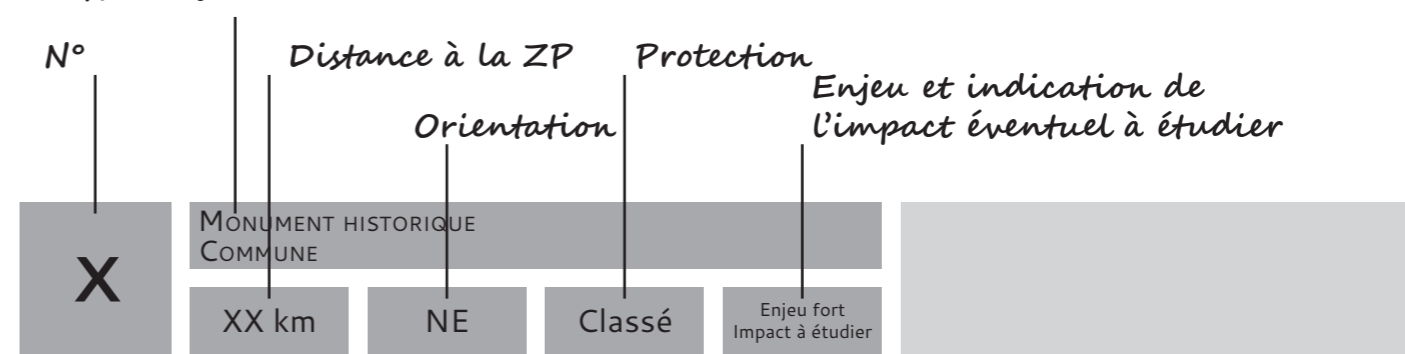 N°
Distance à la ZP
Protection
Orientation
Enjeu et indication de
l'impact éventuel à étudier
X
Monument historique
Commune
XX km
NE
Classé
Enjeu fort
Impact à étudier